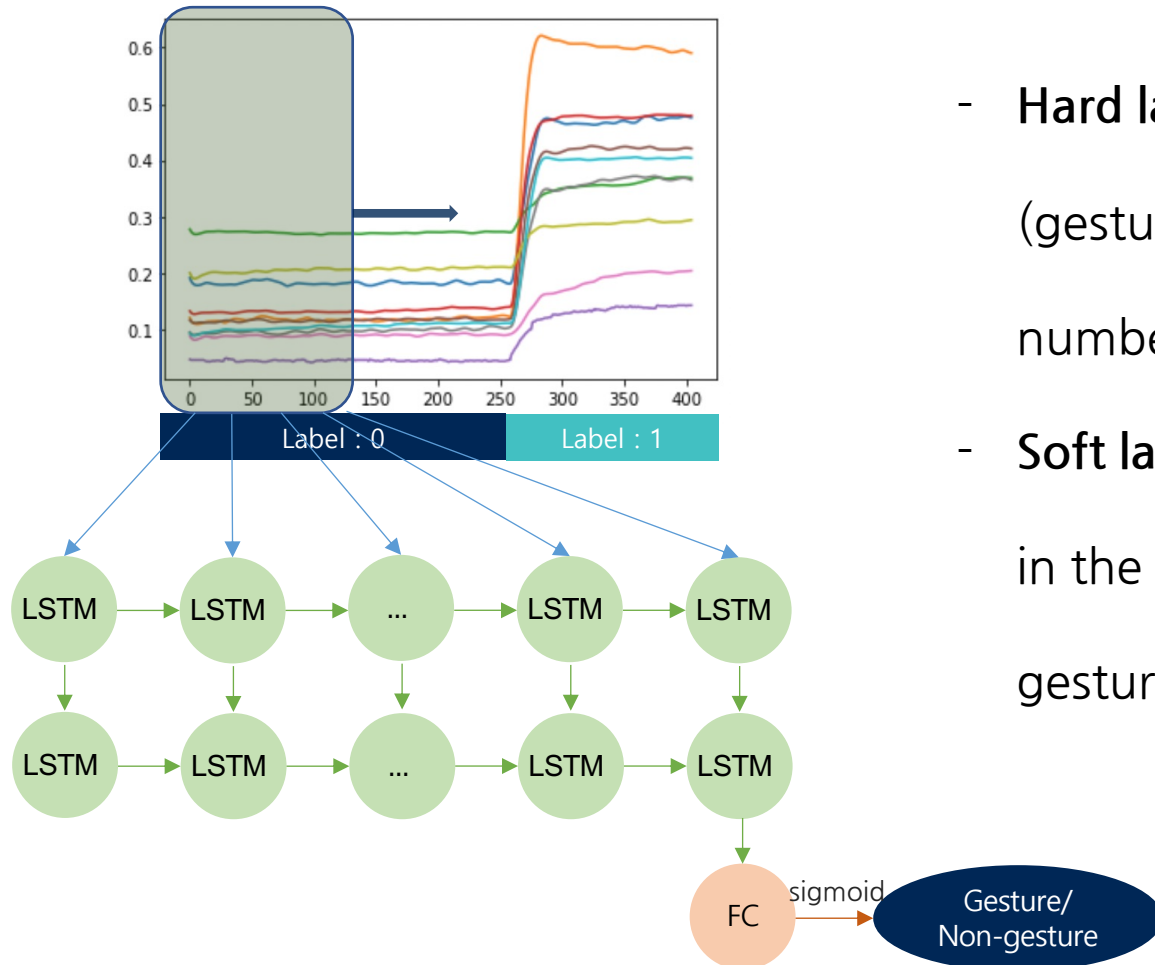 0.6
0.5
0.4
0.3
0.2
0.1
0 50 100 150 200 250 300 350 400
Label : 0 Label : 1
LSTM LSTM ... LSTM LSTM
LSTM LSTM ... LSTM LSTM
FC sigmoid Gesture/
Non-gesture
- Hard la
(gestu
numbe
- Soft la
in the
gestur